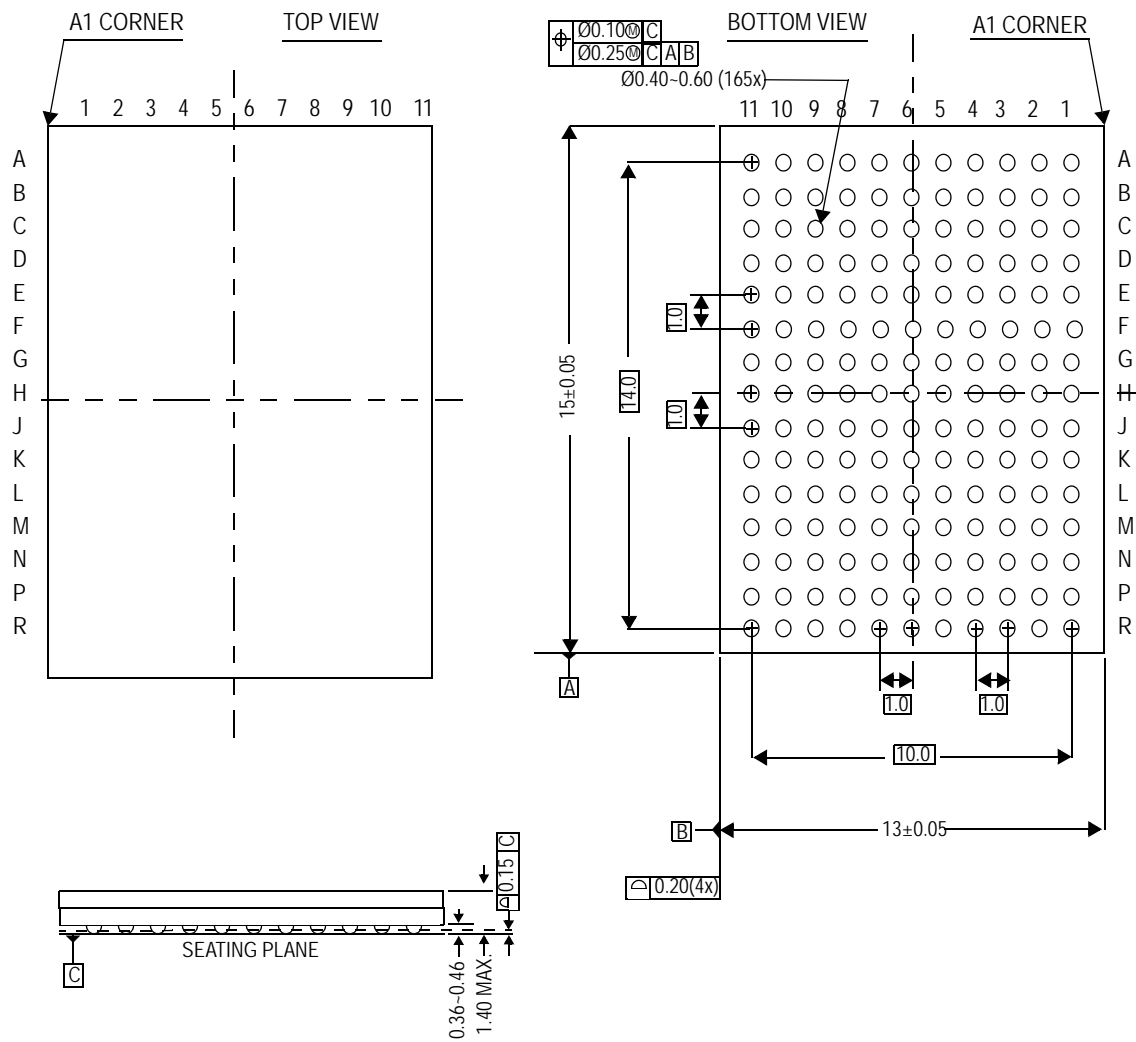 A1 CORNER
TOP VIEW
1 2 3 4 5 6 7 8 9 10 11
A
B
C
D
E
F
G
H
J
K
L
M
N
P
R
Ø0.10Ⓜ C
Ø0.25Ⓜ C A B
Ø0.40~0.60 (165x)
BOTTOM VIEW
A1 CORNER
11 10 9 8 7 6 5 4 3 2 1
A
B
C
D
E
F
G
H
J
K
L
M
N
P
R
15±0.05
14.0
1.0
1.0
A
1.0
1.0
10.0
B
13±0.05
0.20(4x)
0.15 C
SEATING PLANE
C
0.36~0.46
1.40 MAX.